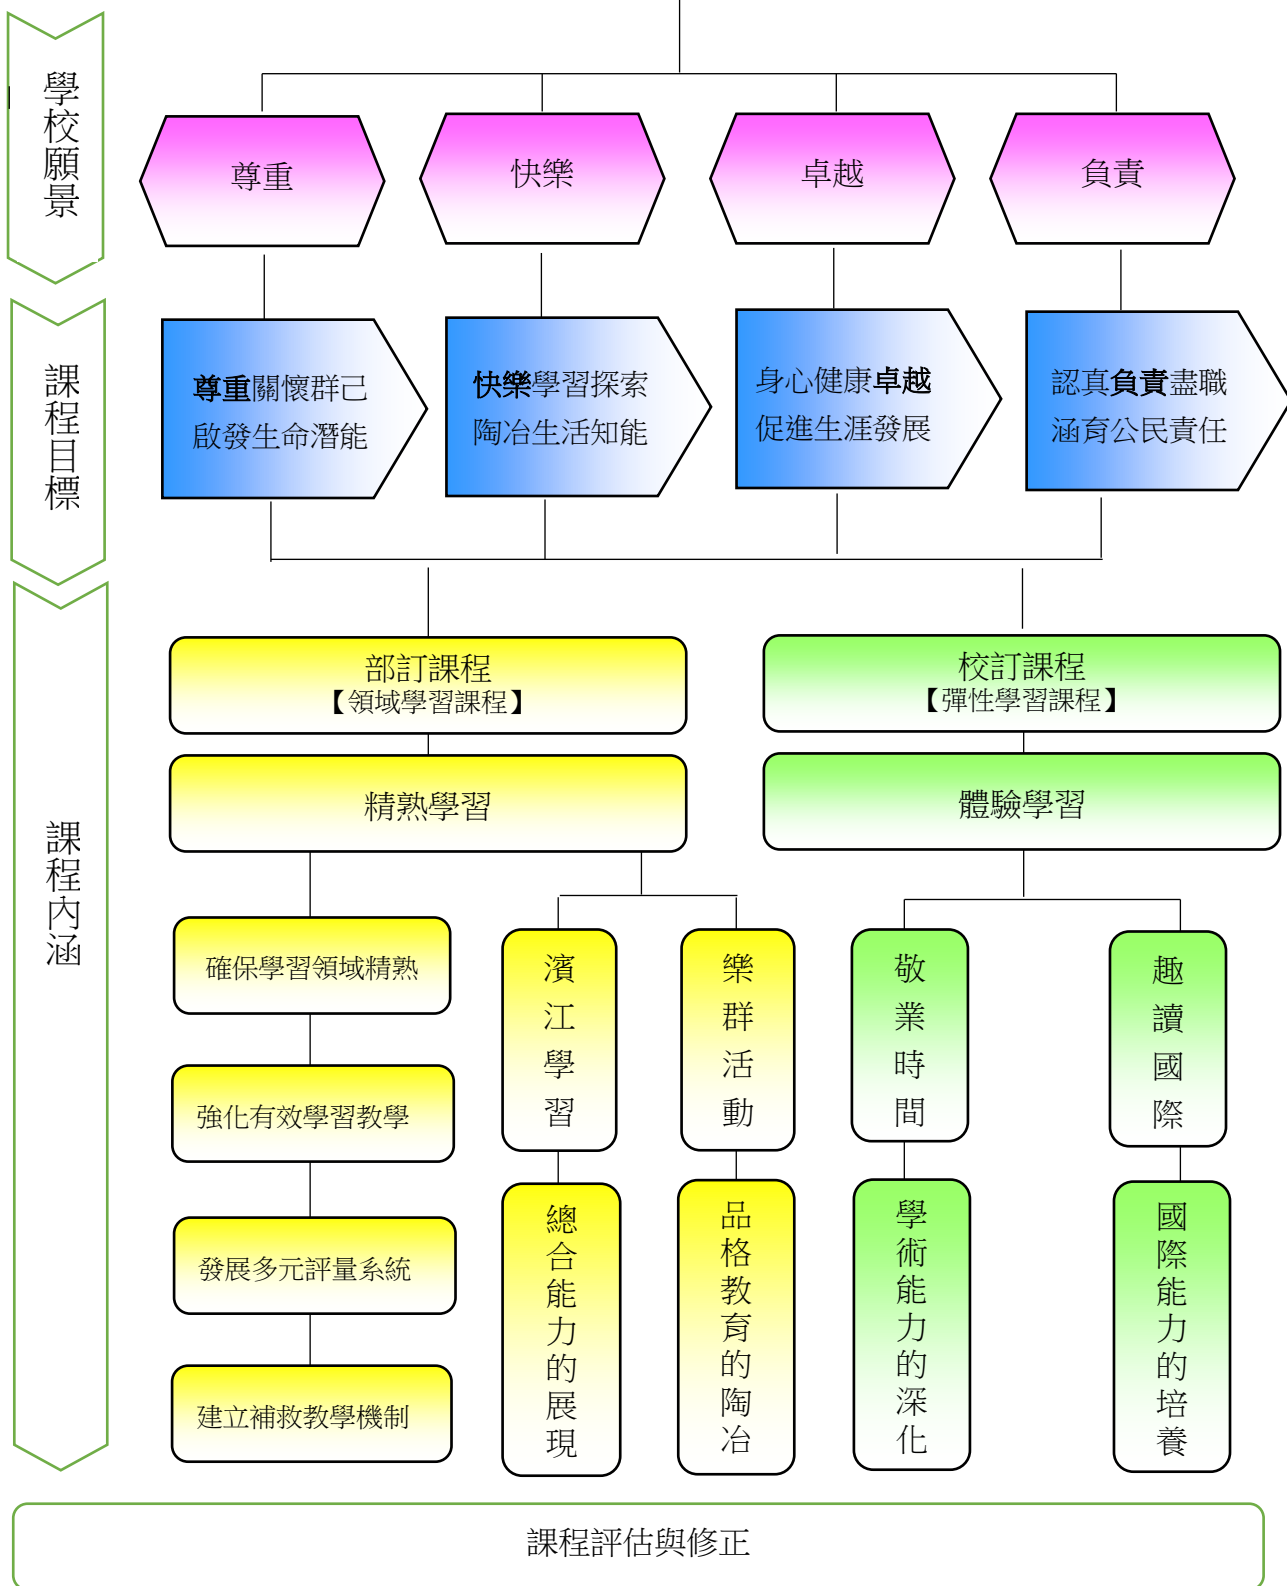 學校願景
尊重
快樂
卓越
負責
課程目標
尊重關懷群己
啟發生命潛能
快樂學習探索
陶冶生活知能
身心健康卓越
促進生涯發展
認真負責盡職
涵育公民責任
課程內涵
部訂課程
【領域學習課程】
校訂課程
【彈性學習課程】
精熟學習
體驗學習
確保學習領域精熟
強化有效學習教學
發展多元評量系統
建立補救教學機制
濱江學習
樂群活動
敬業時間
趣讀國際
總合能力的展現
品格教育的陶冶
學術能力的深化
國際能力的培養
課程評估與修正